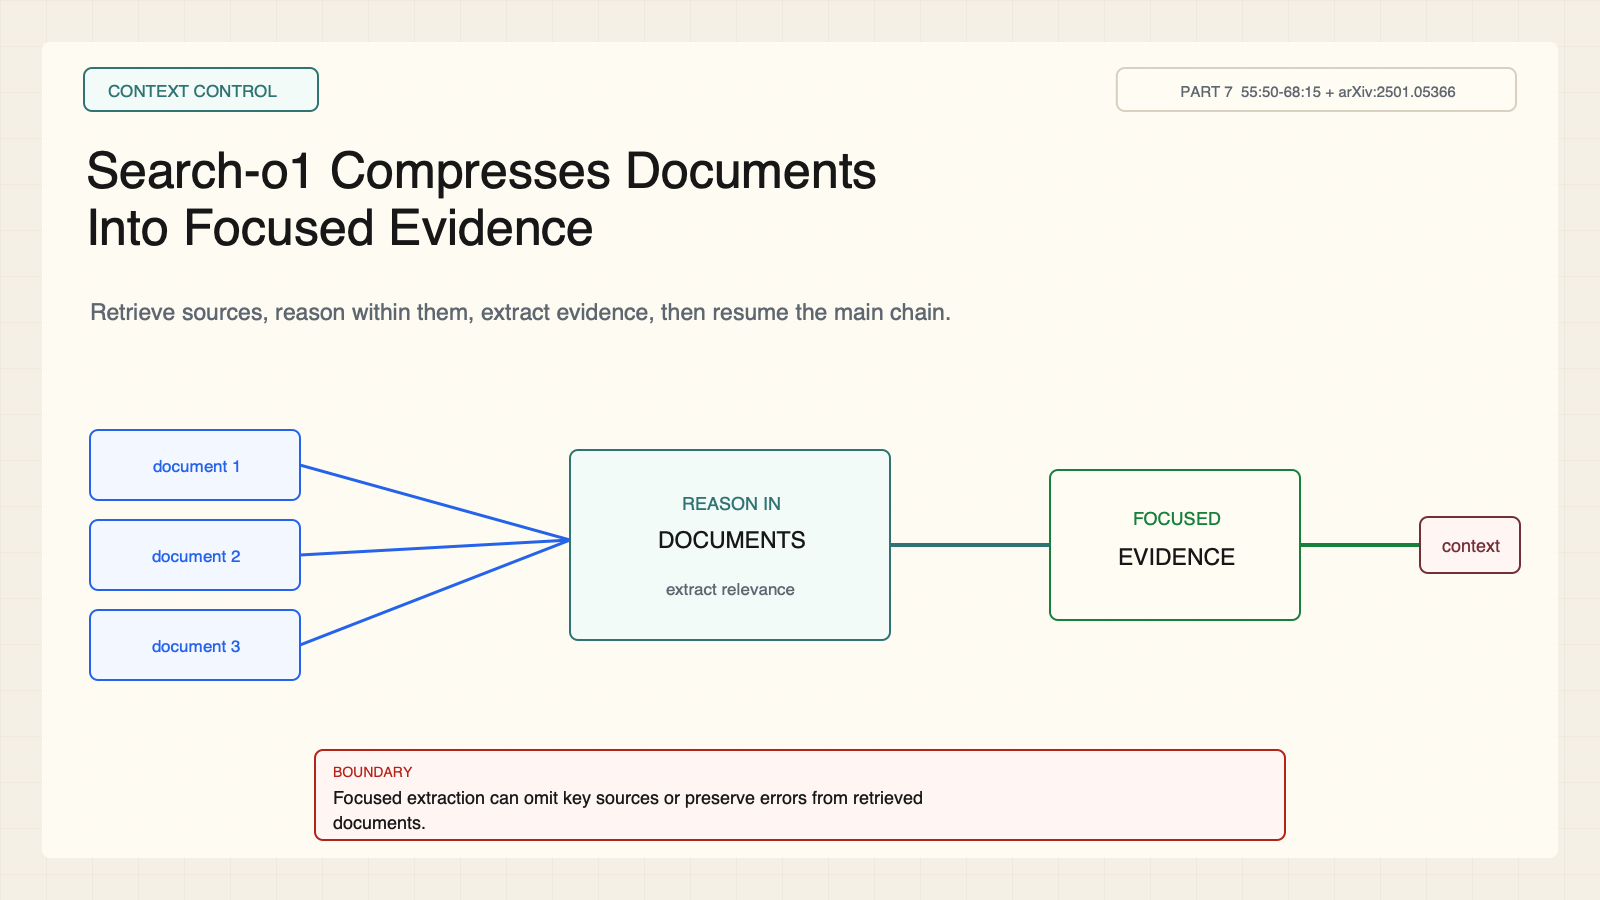 CONTEXT CONTROL
PART 7 55:50-68:15 + arXiv:2501.05366
Search-o1 Compresses Documents
Into Focused Evidence
Retrieve sources, reason within them, extract evidence, then resume the main chain.
document 1
document 2
document 3
REASON IN
DOCUMENTS
extract relevance
FOCUSED
EVIDENCE
context
BOUNDARY
Focused extraction can omit key sources or preserve errors from retrieved
documents.